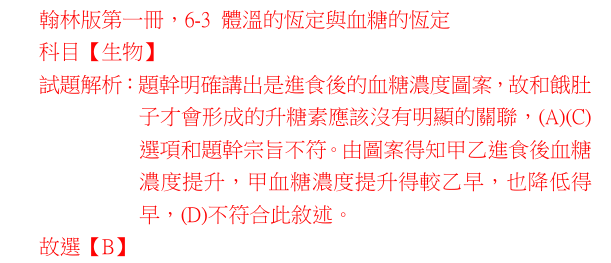 翰林版第一冊，6-3 體溫的恆定與血糖的恆定
科目【生物】
試題解析：題幹明確講出是進食後的血糖濃度圖案，故和餓肚
子才會形成的升糖素應該沒有明顯的關聯，(A)(C)
選項和題幹宗旨不符。由圖案得知甲乙進食後血糖
濃度提升，甲血糖濃度提升得較乙早，也降低得
早，(D)不符合此敘述。
故選【B】